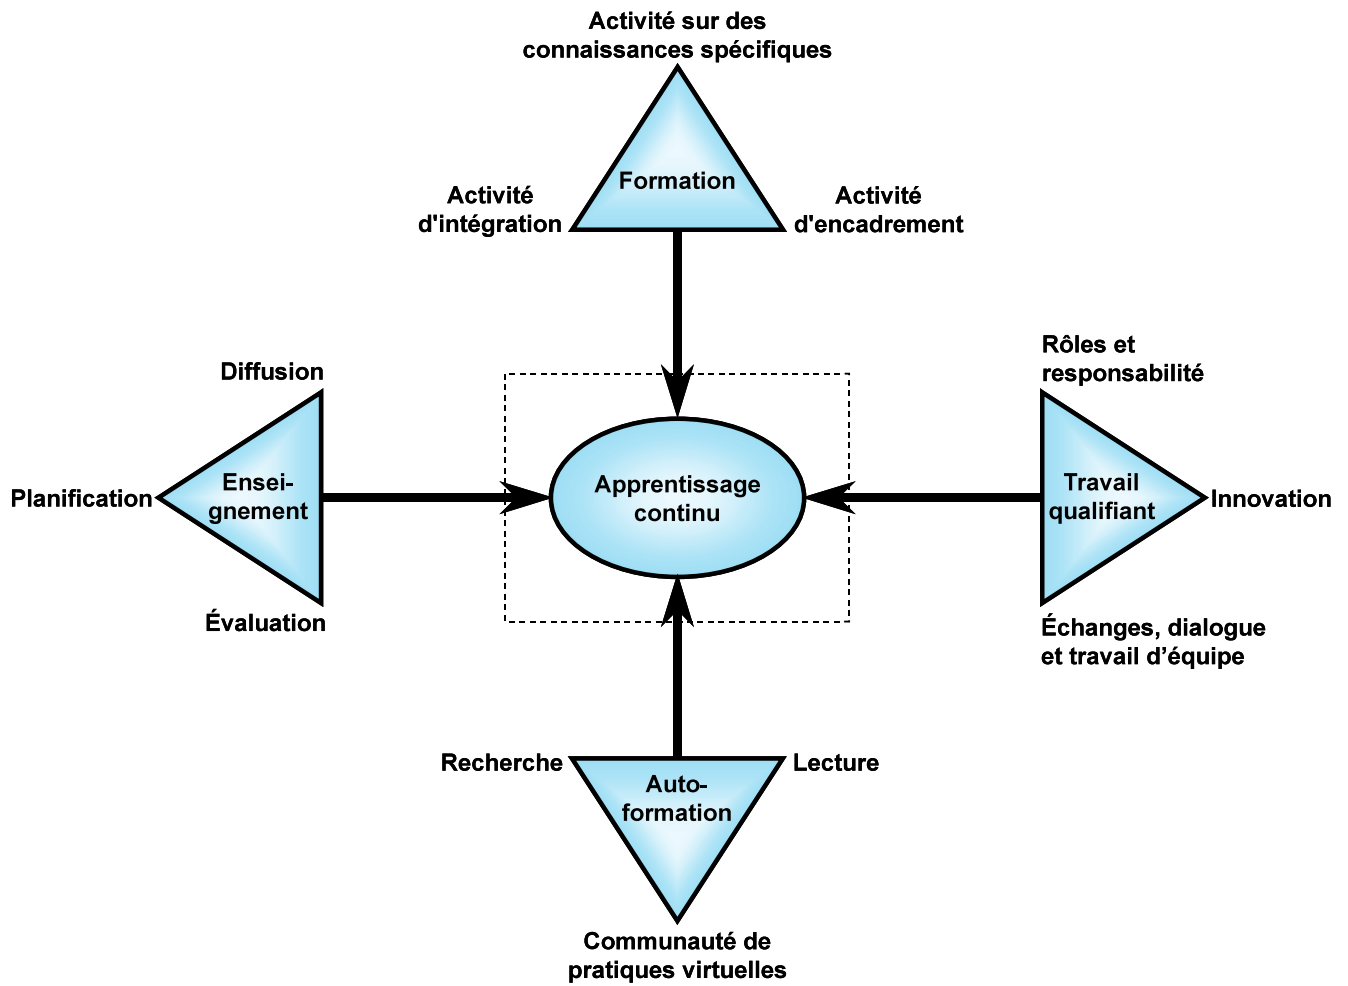 Activité sur des
connaissances spécifiques
Formation
Activité
d'intégration
Activité
d'encadrement
Diffusion
Planification
Ensei-
gnement
Évaluation
Apprentissage
continu
Rôles et
responsabilité
Travail
qualifiant
Innovation
Échanges, dialogue
et travail d’équipe
Recherche
Lecture
Auto-
formation
Communauté de
pratiques virtuelles